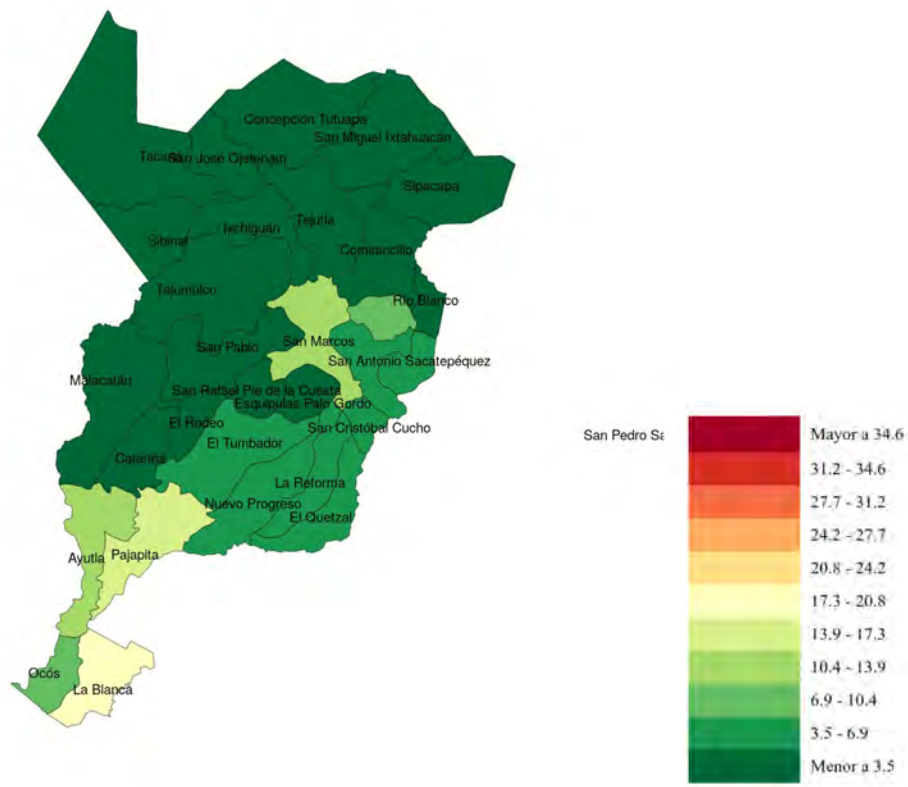 Concepción Tutuapa
San Miguel Ixtahuacán
Tacaná
San José Ojetenam
Sipacapa
Ixchiguán
Tejutla
Sibinal
Comitancillo
Tajumulco
Río Blanco
San Pablo
San Marcos
San Antonio Sacatepéquez
Malacatán
San Rafael Pie de la Cuesta
Esquipulas Palo Gordo
El Rodeo
San Cristóbal Cucho
El Tumbador
Catarina
La Reforma
Nuevo Progreso
El Quetzal
Ayutla
Pajapita
Ocós
La Blanca
San Pedro Sa
Mayor a 34.6
31.2 - 34.6
27.7 - 31.2
24.2 - 27.7
20.8 - 24.2
17.3 - 20.8
13.9 - 17.3
10.4 - 13.9
6.9 - 10.4
3.5 - 6.9
Menor a 3.5